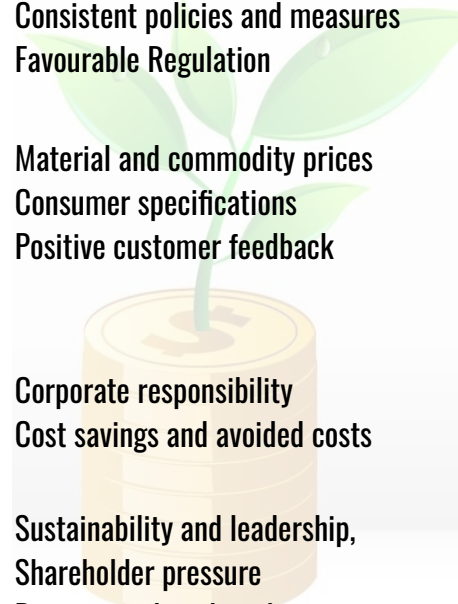 Consistent policies and measures
Favourable Regulation
Material and commodity prices
Consumer specifications
Positive customer feedback
Corporate responsibility
Cost savings and avoided costs
Sustainability and leadership,
Shareholder pressure